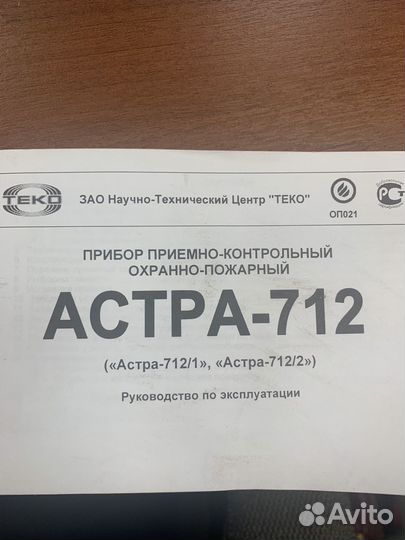 ТЕКО
ЗАО Научно-Технический Центр "ТЕКО"
ОП021
РСТ
ПРИБОР ПРИЕМНО-КОНТРОЛЬНЫЙ
ОХРАННО-ПОЖАРНЫЙ
АСТРА-712
(«Астра-712/1», «Астра-712/2»)
Руководство по эксплуатации
Avito